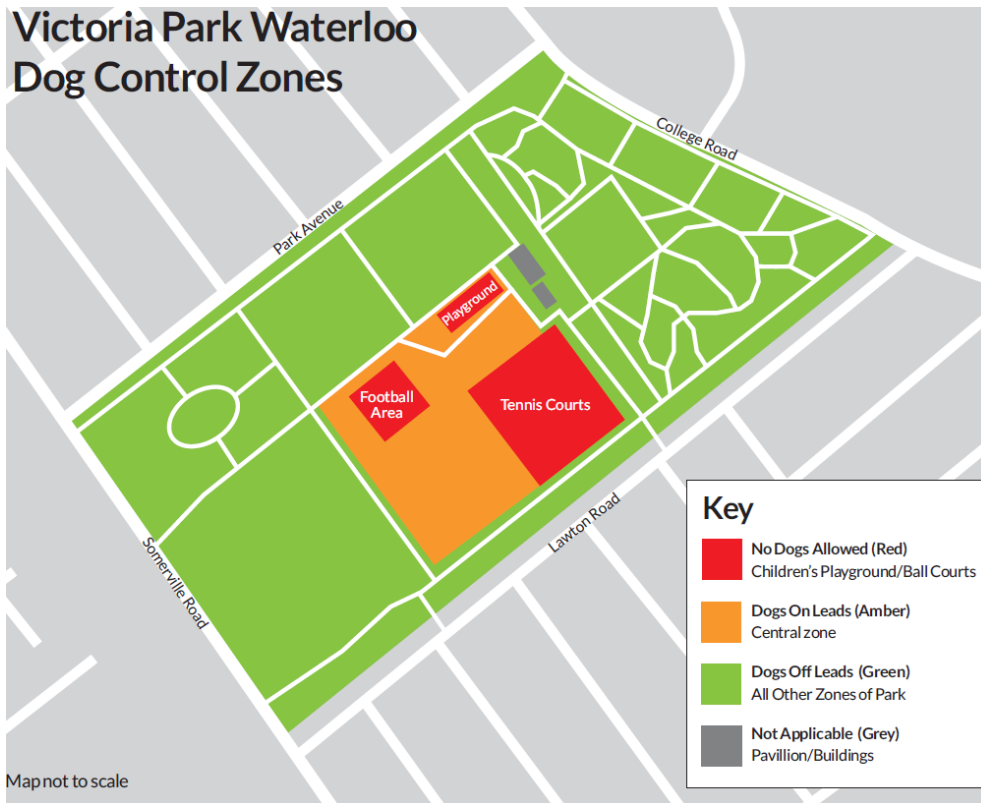 Victoria Park Waterloo
Dog Control Zones
College Road
Park Avenue
Playground
Football
Area
Tennis Courts
Lawton Road
Somerville Road
Key
No Dogs Allowed (Red)
Children's Playground/Ball Courts
Dogs On Leads (Amber)
Central zone
Dogs Off Leads (Green)
All Other Zones of Park
Not Applicable (Grey)
Pavillion/Buildings
Map not to scale